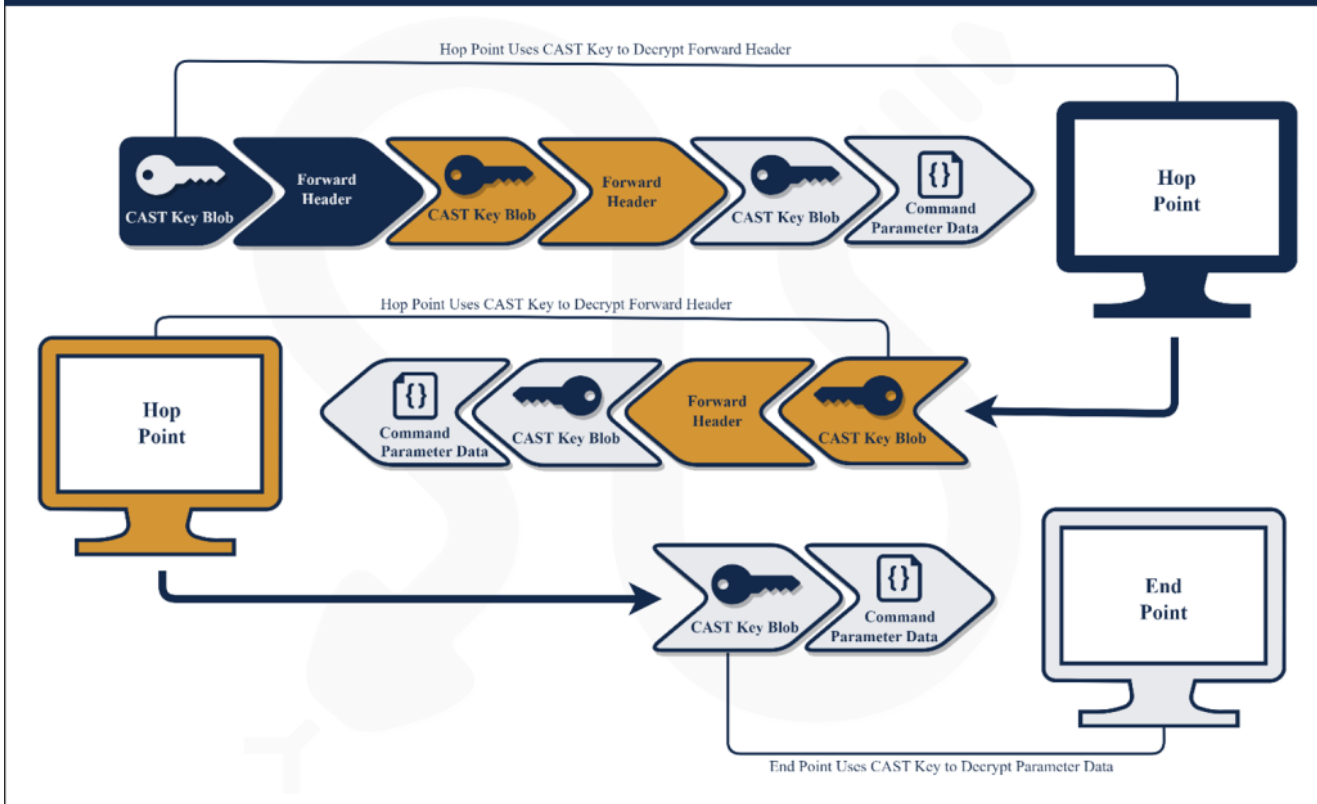 Hop Point Uses CAST Key to Decrypt Forward Header
CAST Key Blob
Forward
Header
CAST Key Blob
Forward
Header
CAST Key Blob
{}
Command
Parameter Data
Hop
Point
Hop Point Uses CAST Key to Decrypt Forward Header
Hop
Point
{}
Command
Parameter Data
CAST Key Blob
Forward
Header
CAST Key Blob
CAST Key Blob
{}
Command
Parameter Data
End
Point
End Point Uses CAST Key to Decrypt Parameter Data